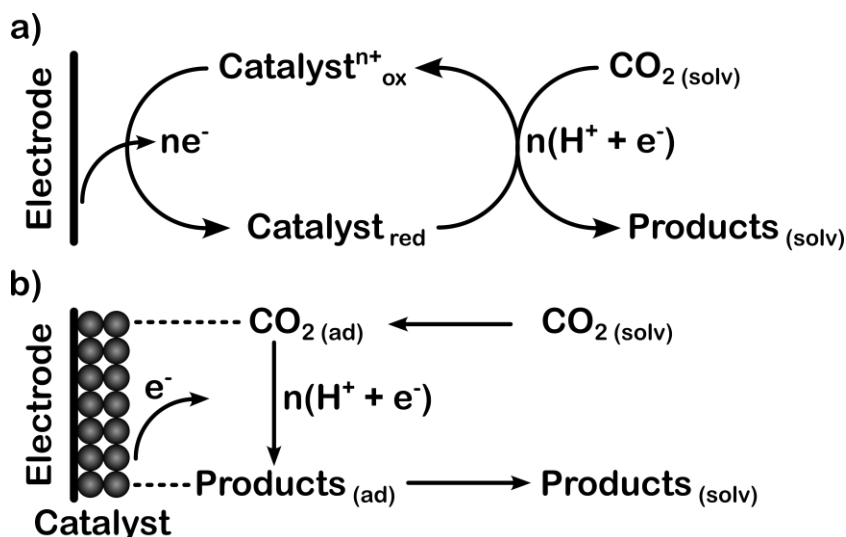 a)
Electrode
Catalystⁿ⁺ox
CO₂ (solv)
ne⁻
n(H⁺ + e⁻)
Catalyst red
Products (solv)
b)
Electrode
CO₂ (ad)
CO₂ (solv)
e⁻
n(H⁺ + e⁻)
Products (ad)
Products (solv)
Catalyst